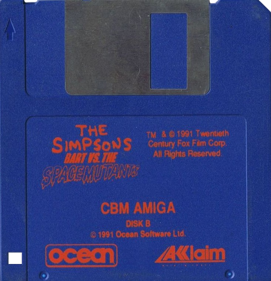 THE
SIMPSONS
BART VS. THE
SPACE MUTANTS
TM & © 1991 Twentieth
Century Fox Film Corp.
All Rights Reserved.
CBM AMIGA
DISK B
© 1991 Ocean Software Ltd.
ocean
AKklaim